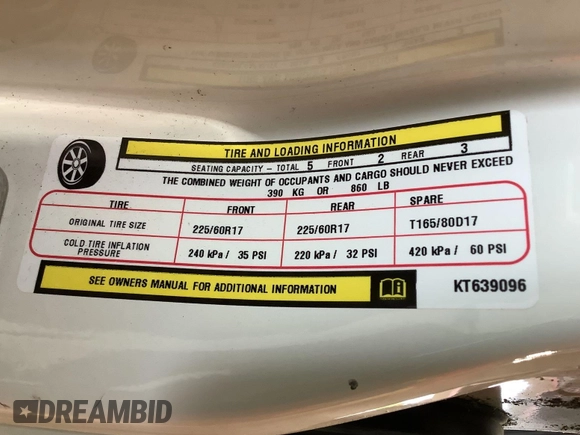 TIRE AND LOADING INFORMATION
SEATING CAPACITY - TOTAL 5 FRONT 2 REAR 3
THE COMBINED WEIGHT OF OCCUPANTS AND CARGO SHOULD NEVER EXCEED
390 KG OR 860 LB
TIRE FRONT REAR SPARE
ORIGINAL TIRE SIZE 225/60R17 225/60R17 T165/80D17
COLD TIRE INFLATION
PRESSURE 240 kPa / 35 PSI 220 kPa / 32 PSI 420 kPa / 60 PSI
SEE OWNERS MANUAL FOR ADDITIONAL INFORMATION KT639096
DREAMBID